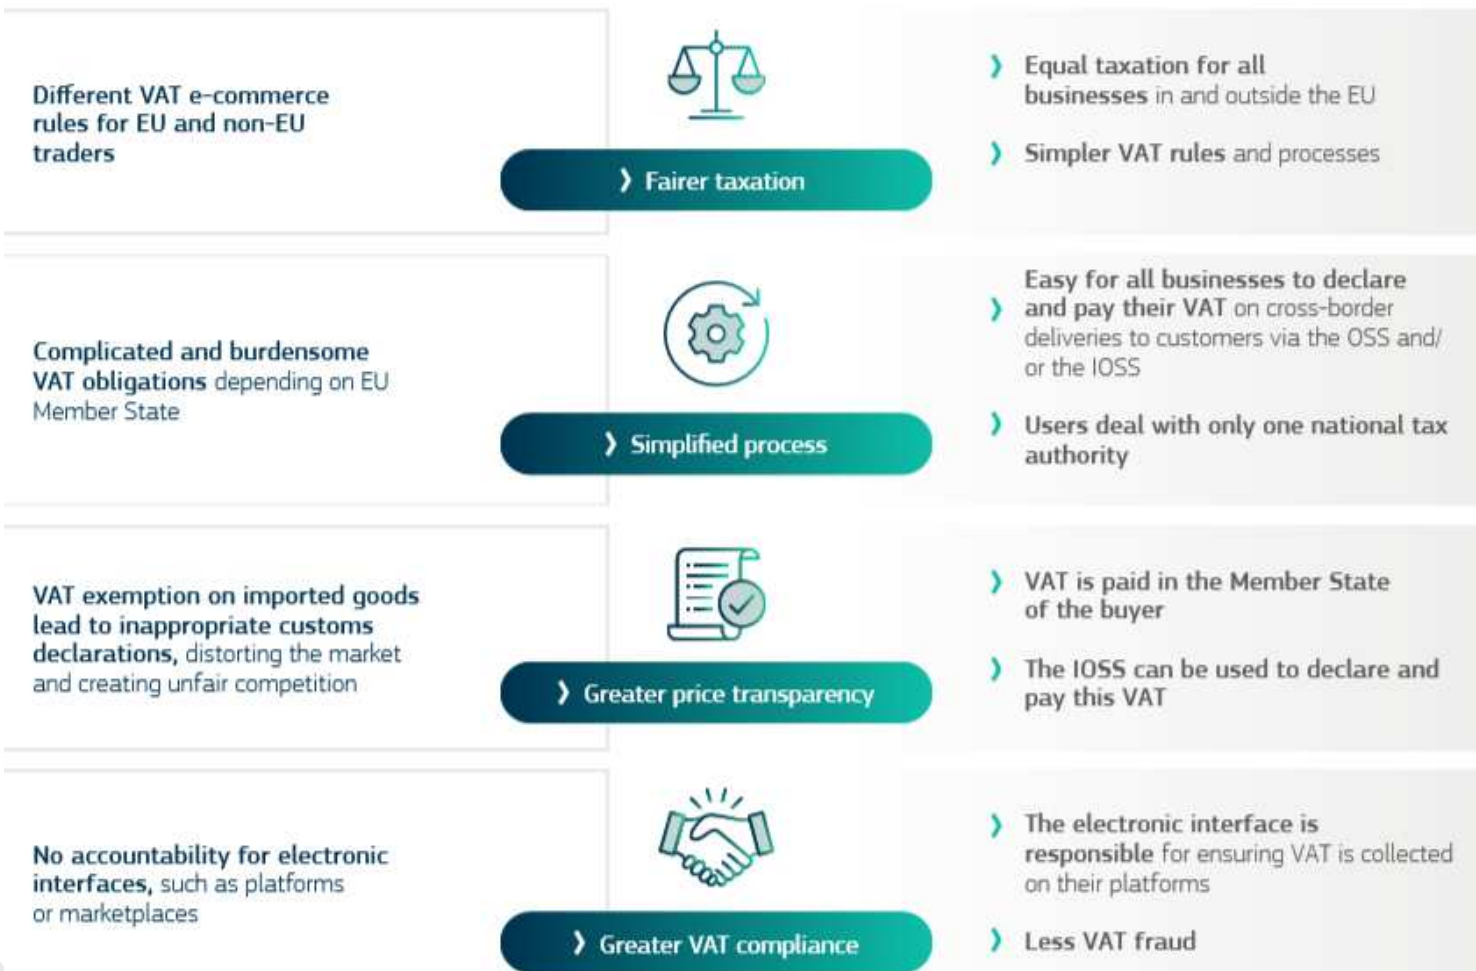 Different VAT e-commerce
rules for EU and non-EU
traders
❯ Fairer taxation
❯ Equal taxation for all
businesses in and outside the EU
❯ Simpler VAT rules and processes
Complicated and burdensome
VAT obligations depending on EU
Member State
❯ Simplified process
Easy for all businesses to declare
❯ and pay their VAT on cross-border
deliveries to customers via the OSS and/
or the IOSS
❯ Users deal with only one national tax
authority
VAT exemption on imported goods
lead to inappropriate customs
declarations, distorting the market
and creating unfair competition
❯ Greater price transparency
❯ VAT is paid in the Member State
of the buyer
❯ The IOSS can be used to declare and
pay this VAT
No accountability for electronic
interfaces, such as platforms
or marketplaces
❯ Greater VAT compliance
❯ The electronic interface is
responsible for ensuring VAT is collected
on their platforms
❯ Less VAT fraud